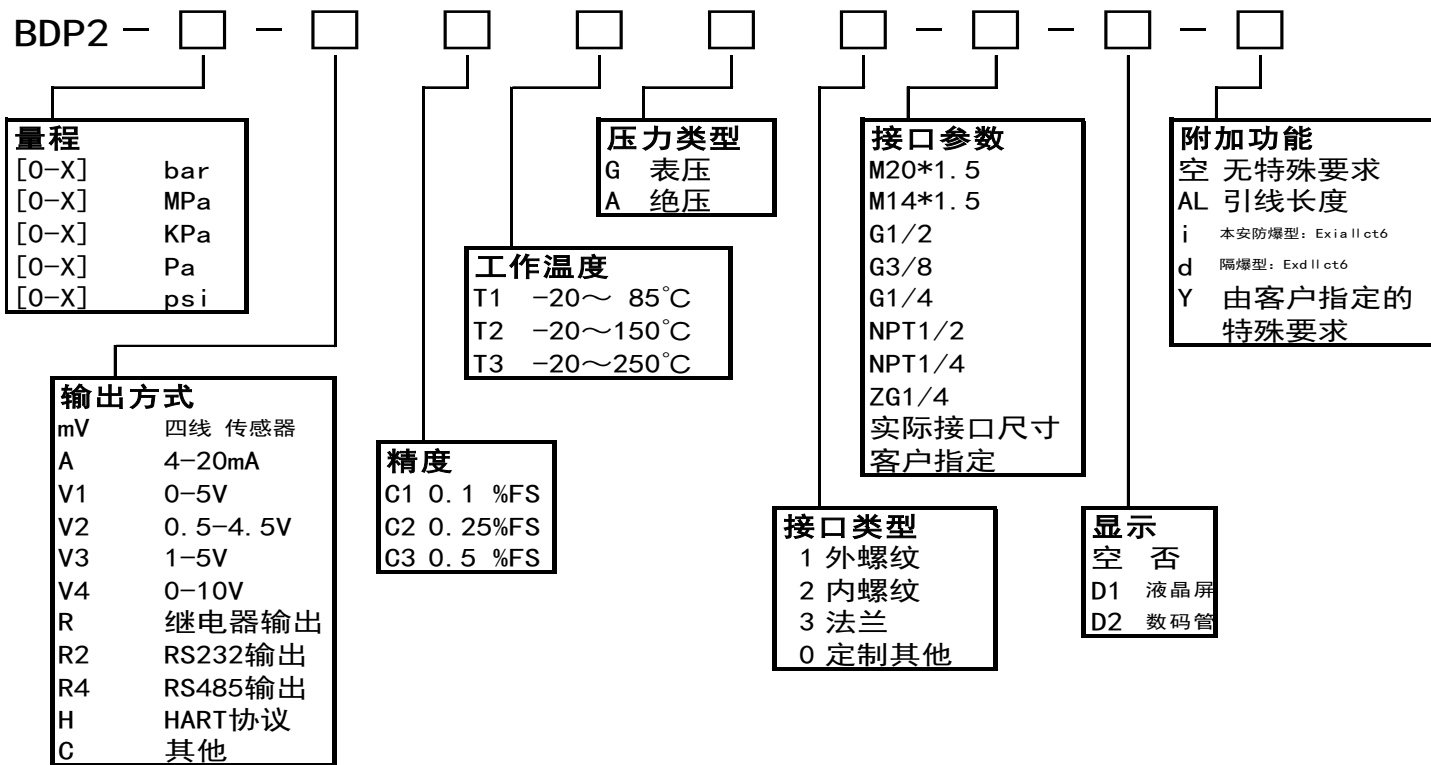 BDP2 - □ - □ □ □ □ □ - □ - □ - □
量程
[0-X] bar
[0-X] MPa
[0-X] KPa
[0-X] Pa
[0-X] psi
输出方式
mV 四线 传感器
A 4-20mA
V1 0-5V
V2 0.5-4.5V
V3 1-5V
V4 0-10V
R 继电器输出
R2 RS232输出
R4 RS485输出
H HART协议
C 其他
精度
C1 0.1 %FS
C2 0.25%FS
C3 0.5 %FS
工作温度
T1 -20～ 85℃
T2 -20～150℃
T3 -20～250℃
压力类型
G 表压
A 绝压
接口类型
1 外螺纹
2 内螺纹
3 法兰
0 定制其他
接口参数
M20*1.5
M14*1.5
G1/2
G3/8
G1/4
NPT1/2
NPT1/4
ZG1/4
实际接口尺寸
客户指定
显示
空 否
D1 液晶屏
D2 数码管
附加功能
空 无特殊要求
AL 引线长度
i 本安防爆型：ExiaⅡct6
d 隔爆型：ExdⅡct6
Y 由客户指定的
特殊要求